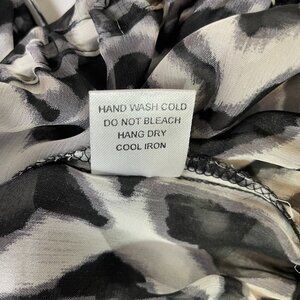 HAND WASH COLD
DO NOT BLEACH
HANG DRY
COOL IRON